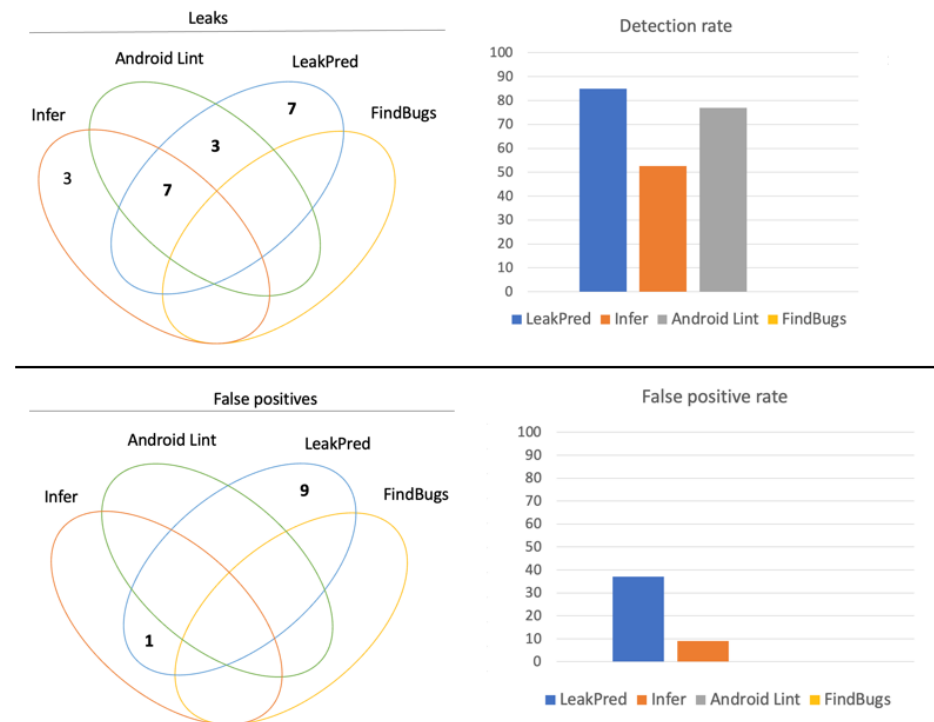 Leaks
Android Lint
LeakPred
Infer
FindBugs
7
3
3
7
Detection rate
100
90
80
70
60
50
40
30
20
10
0
LeakPred Infer Android Lint FindBugs
False positives
Android Lint
LeakPred
Infer
FindBugs
9
1
False positive rate
100
90
80
70
60
50
40
30
20
10
0
LeakPred Infer Android Lint FindBugs